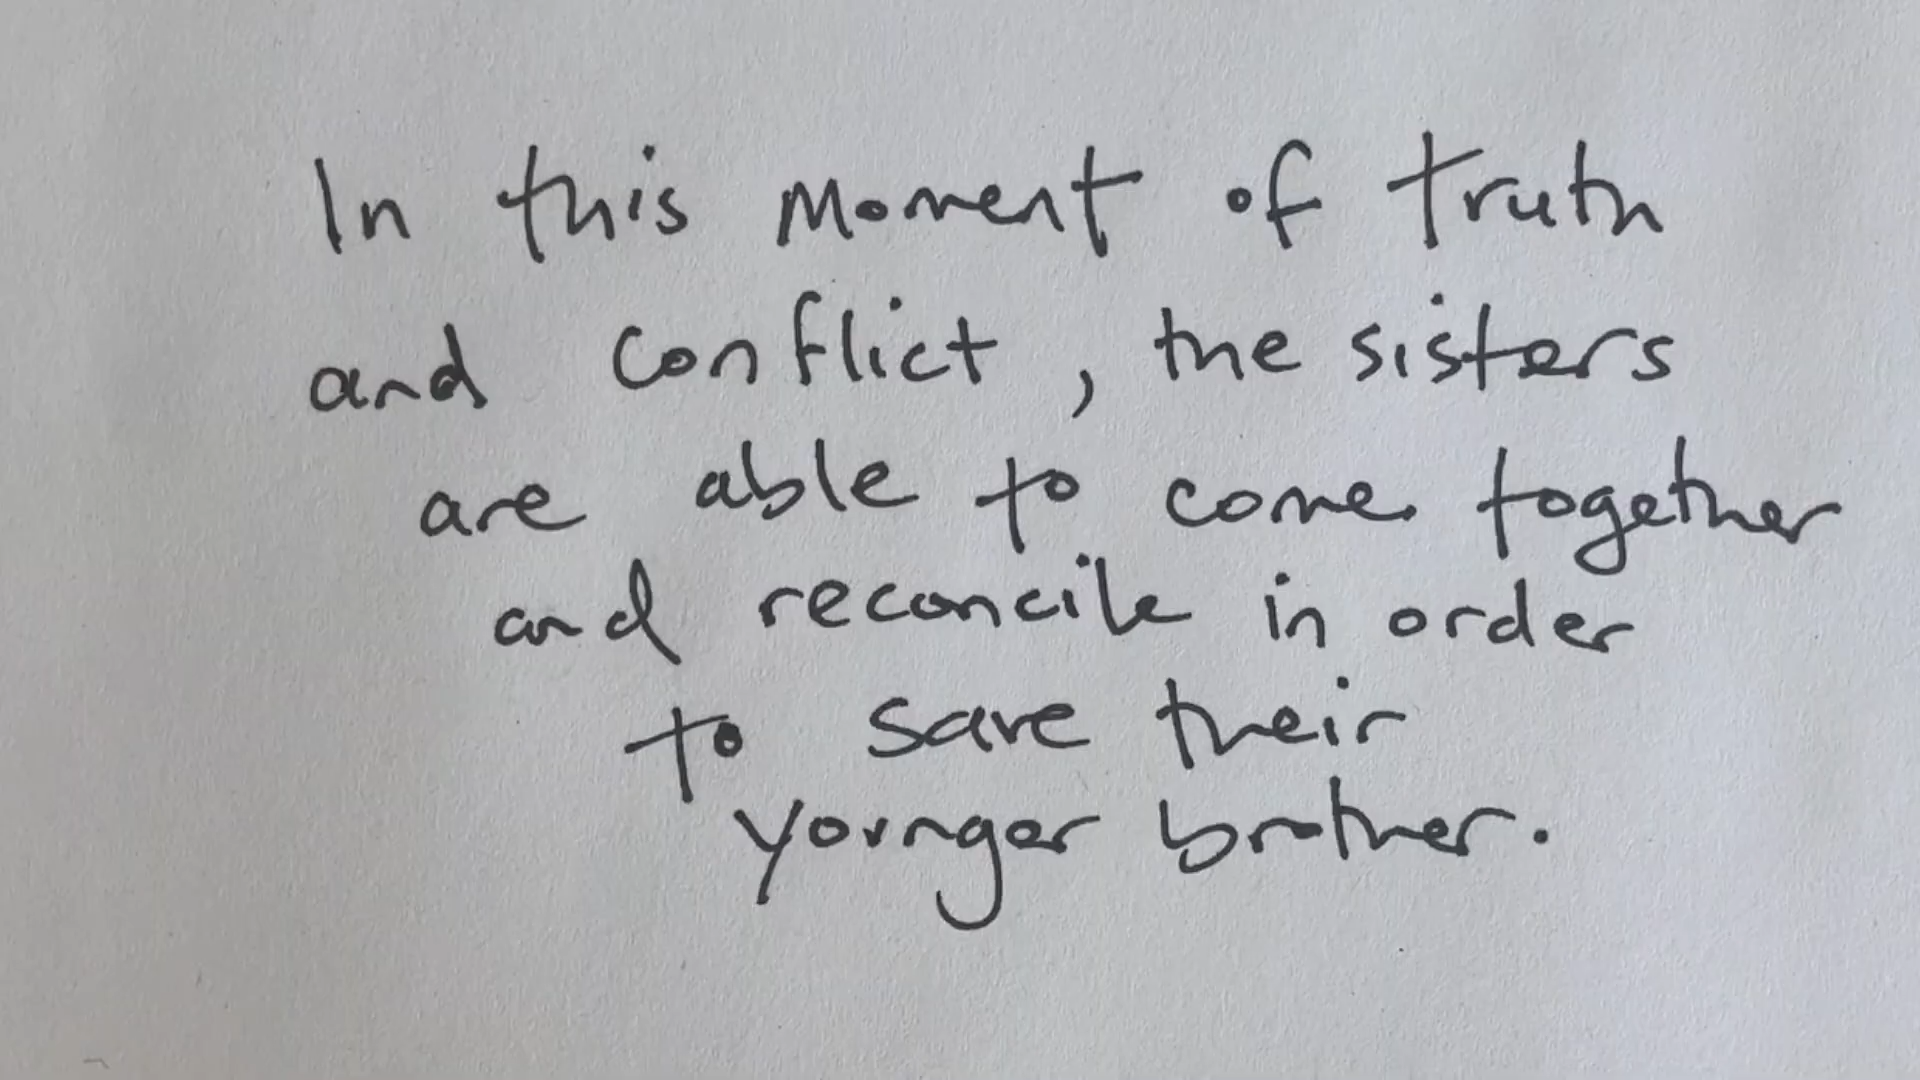 In this moment of truth
and conflict, the sisters
are able to come together
and reconcile in order
to save their
younger brother.